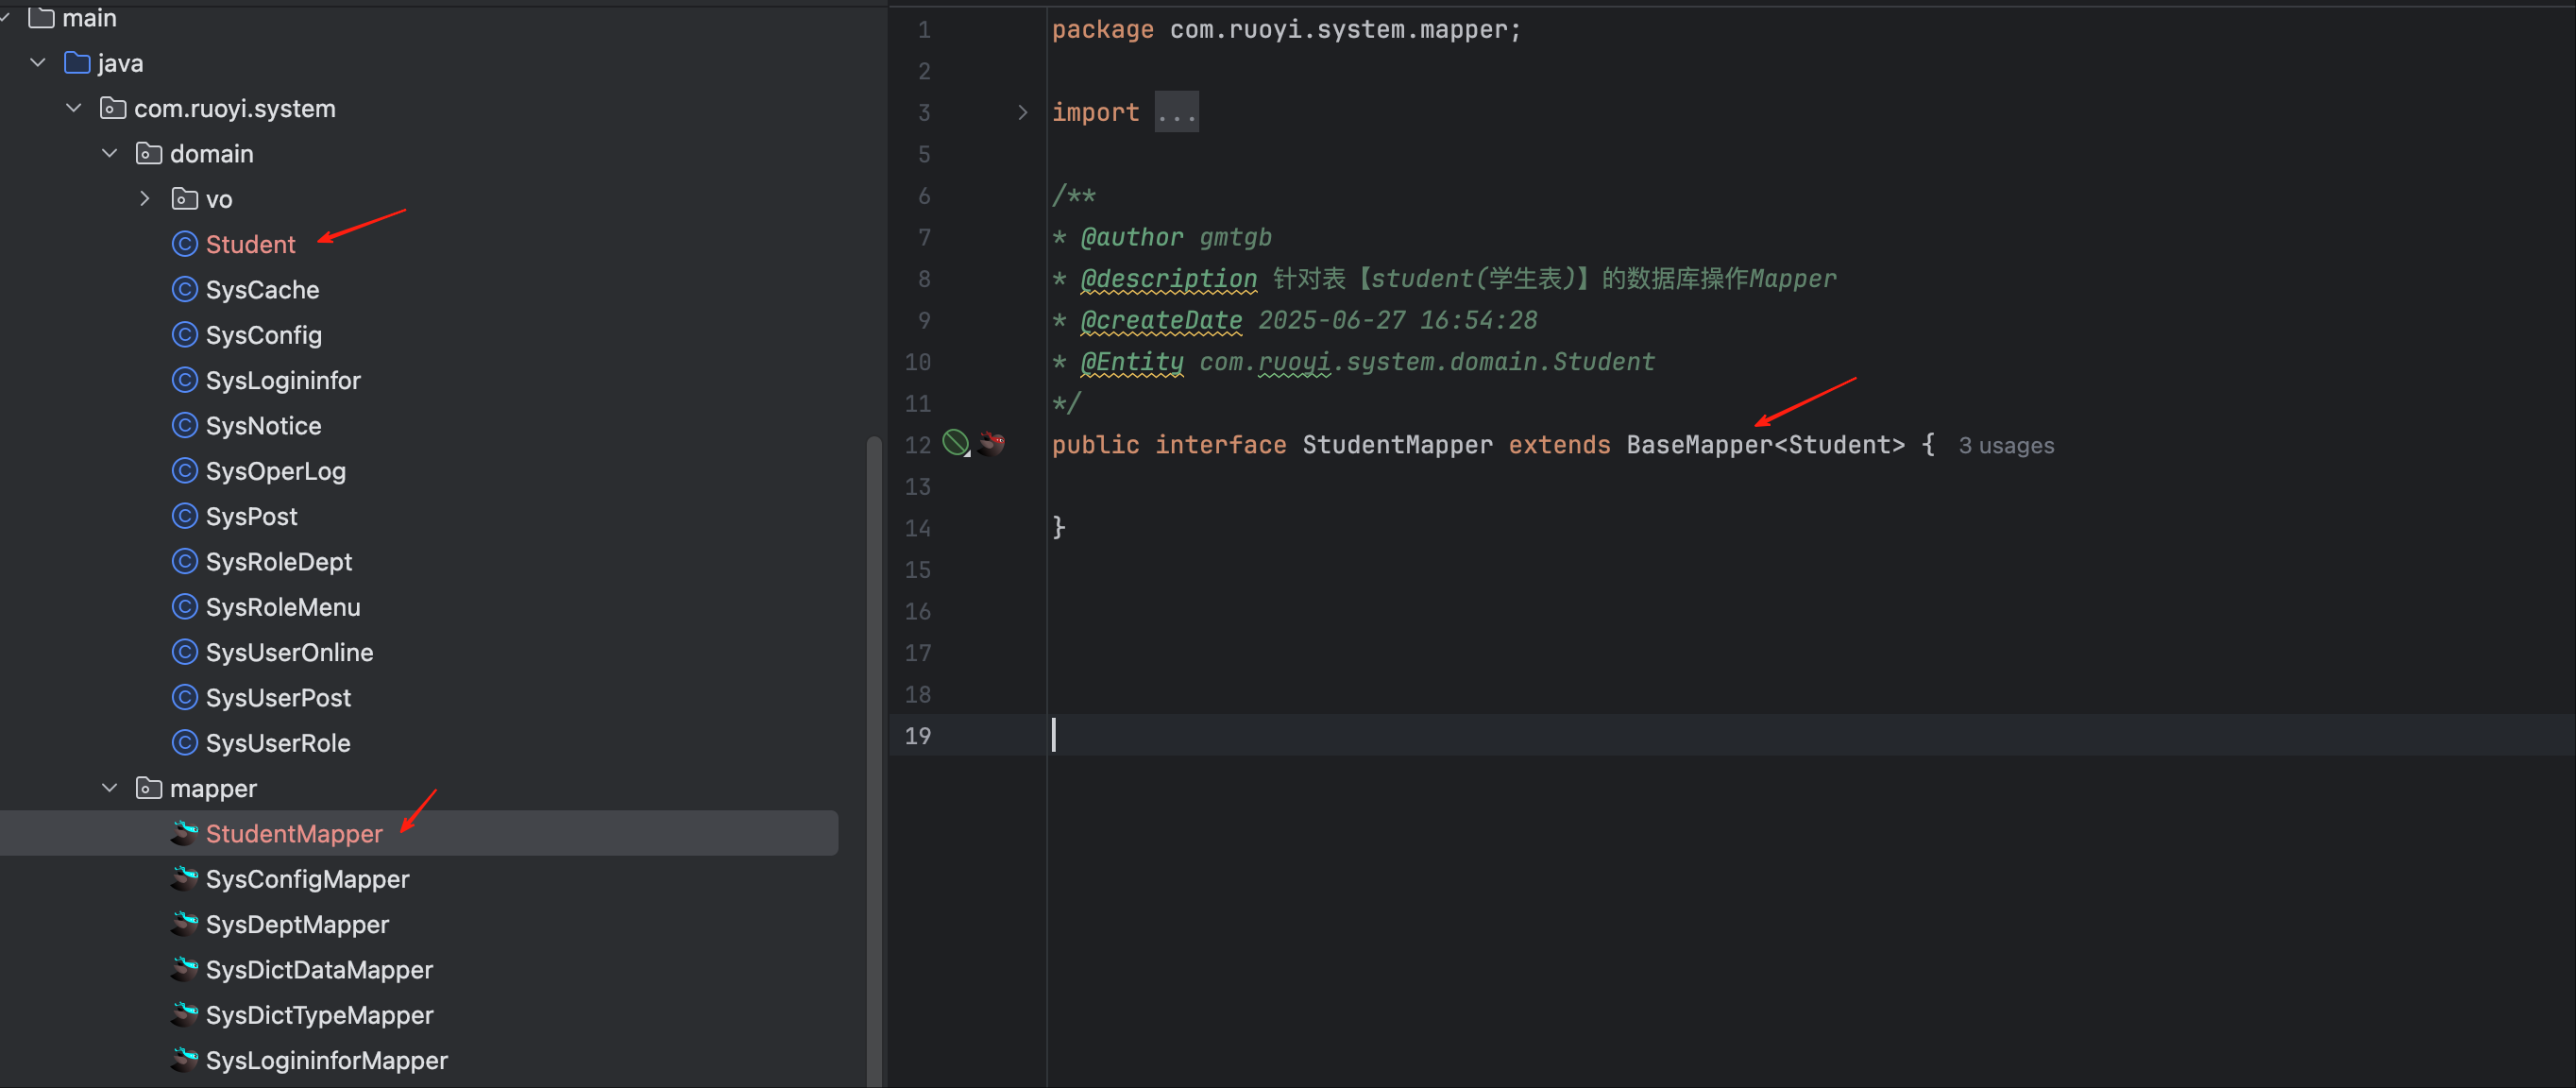 main
java
com.ruoyi.system
domain
vo
Student
SysCache
SysConfig
SysLogininfor
SysNotice
SysOperLog
SysPost
SysRoleDept
SysRoleMenu
SysUserOnline
SysUserPost
SysUserRole
mapper
StudentMapper
SysConfigMapper
SysDeptMapper
SysDictDataMapper
SysDictTypeMapper
SysLogininforMapper
1 package com.ruoyi.system.mapper;
2
3 import ...
5
6 /**
7 * @author gmtgb
8 * @description 针对表【student(学生表)】的数据库操作Mapper
9 * @createDate 2025-06-27 16:54:28
10 * @Entity com.ruoyi.system.domain.Student
11 */
12 public interface StudentMapper extends BaseMapper<Student> { 3 usages
13
14 }
15
16
17
18
19